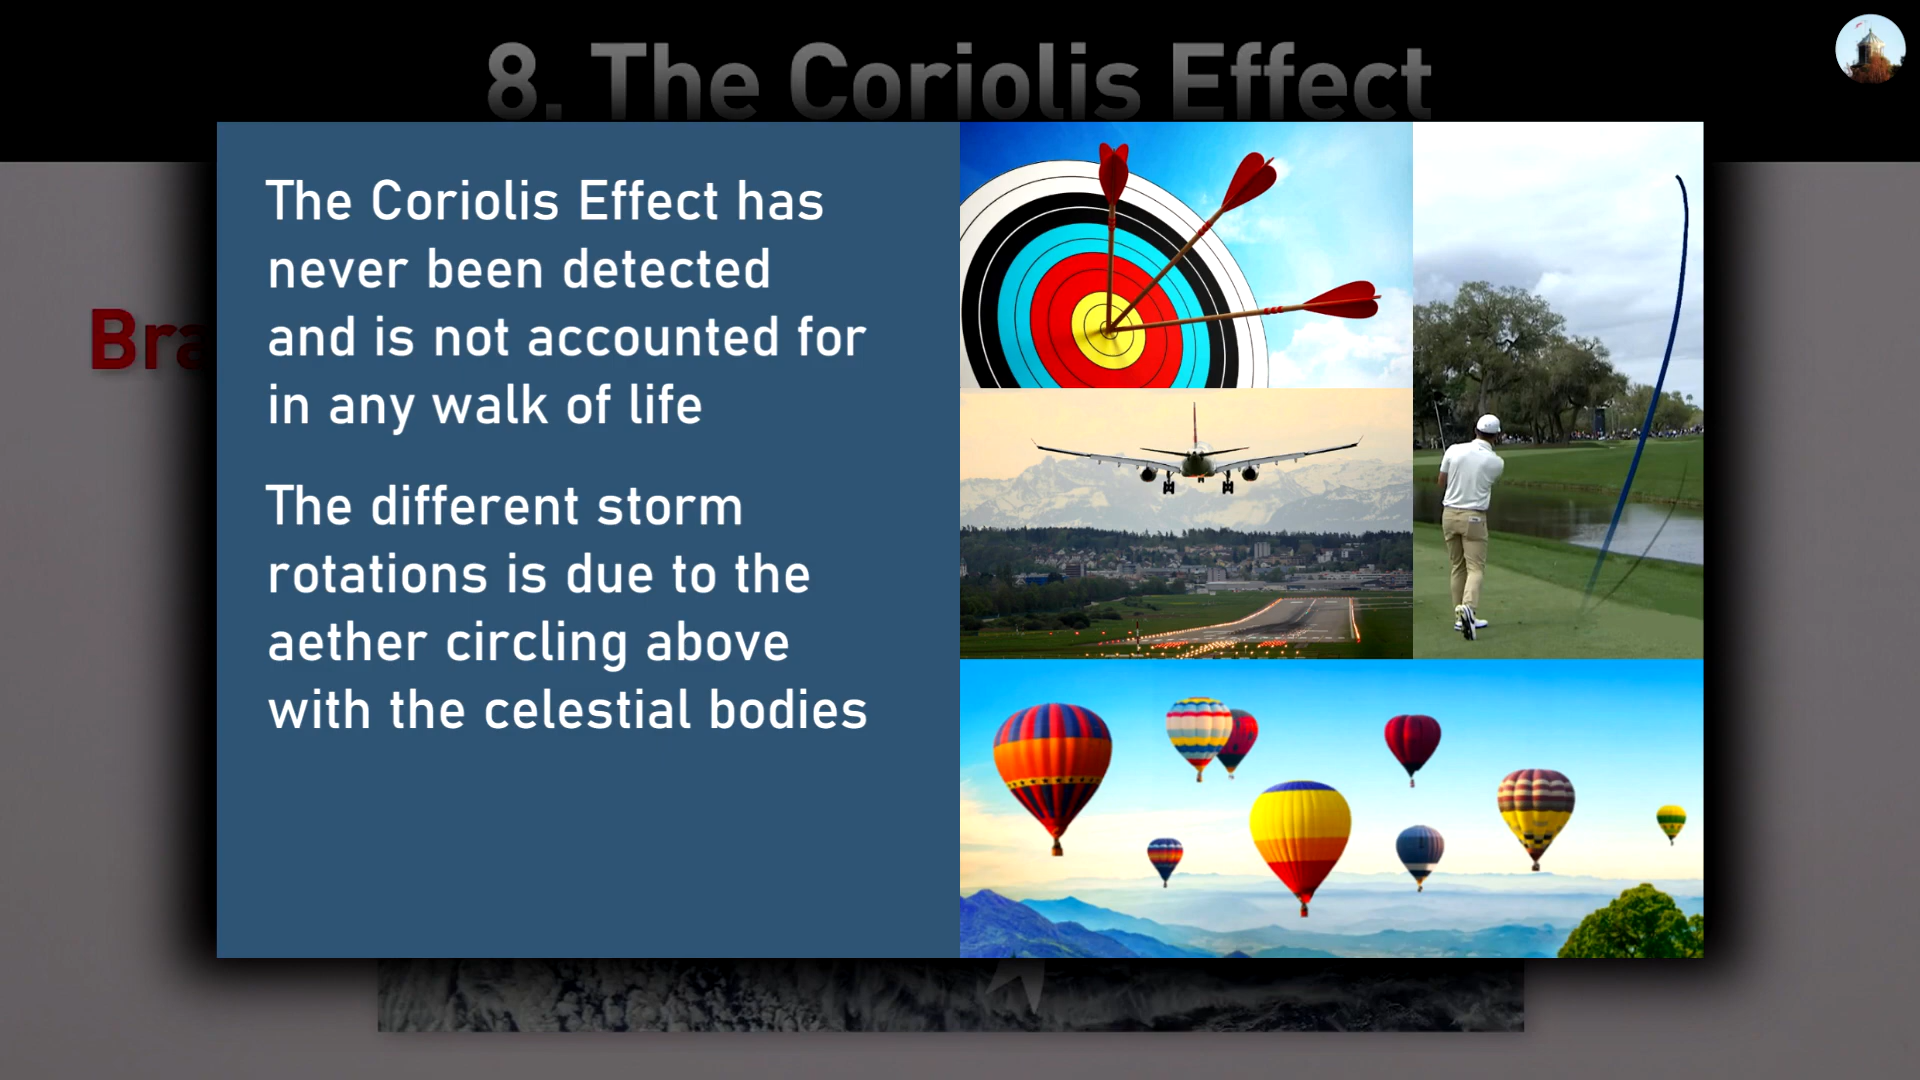 8. The Coriolis Effect
Bra
The Coriolis Effect has
never been detected
and is not accounted for
in any walk of life
The different storm
rotations is due to the
aether circling above
with the celestial bodies